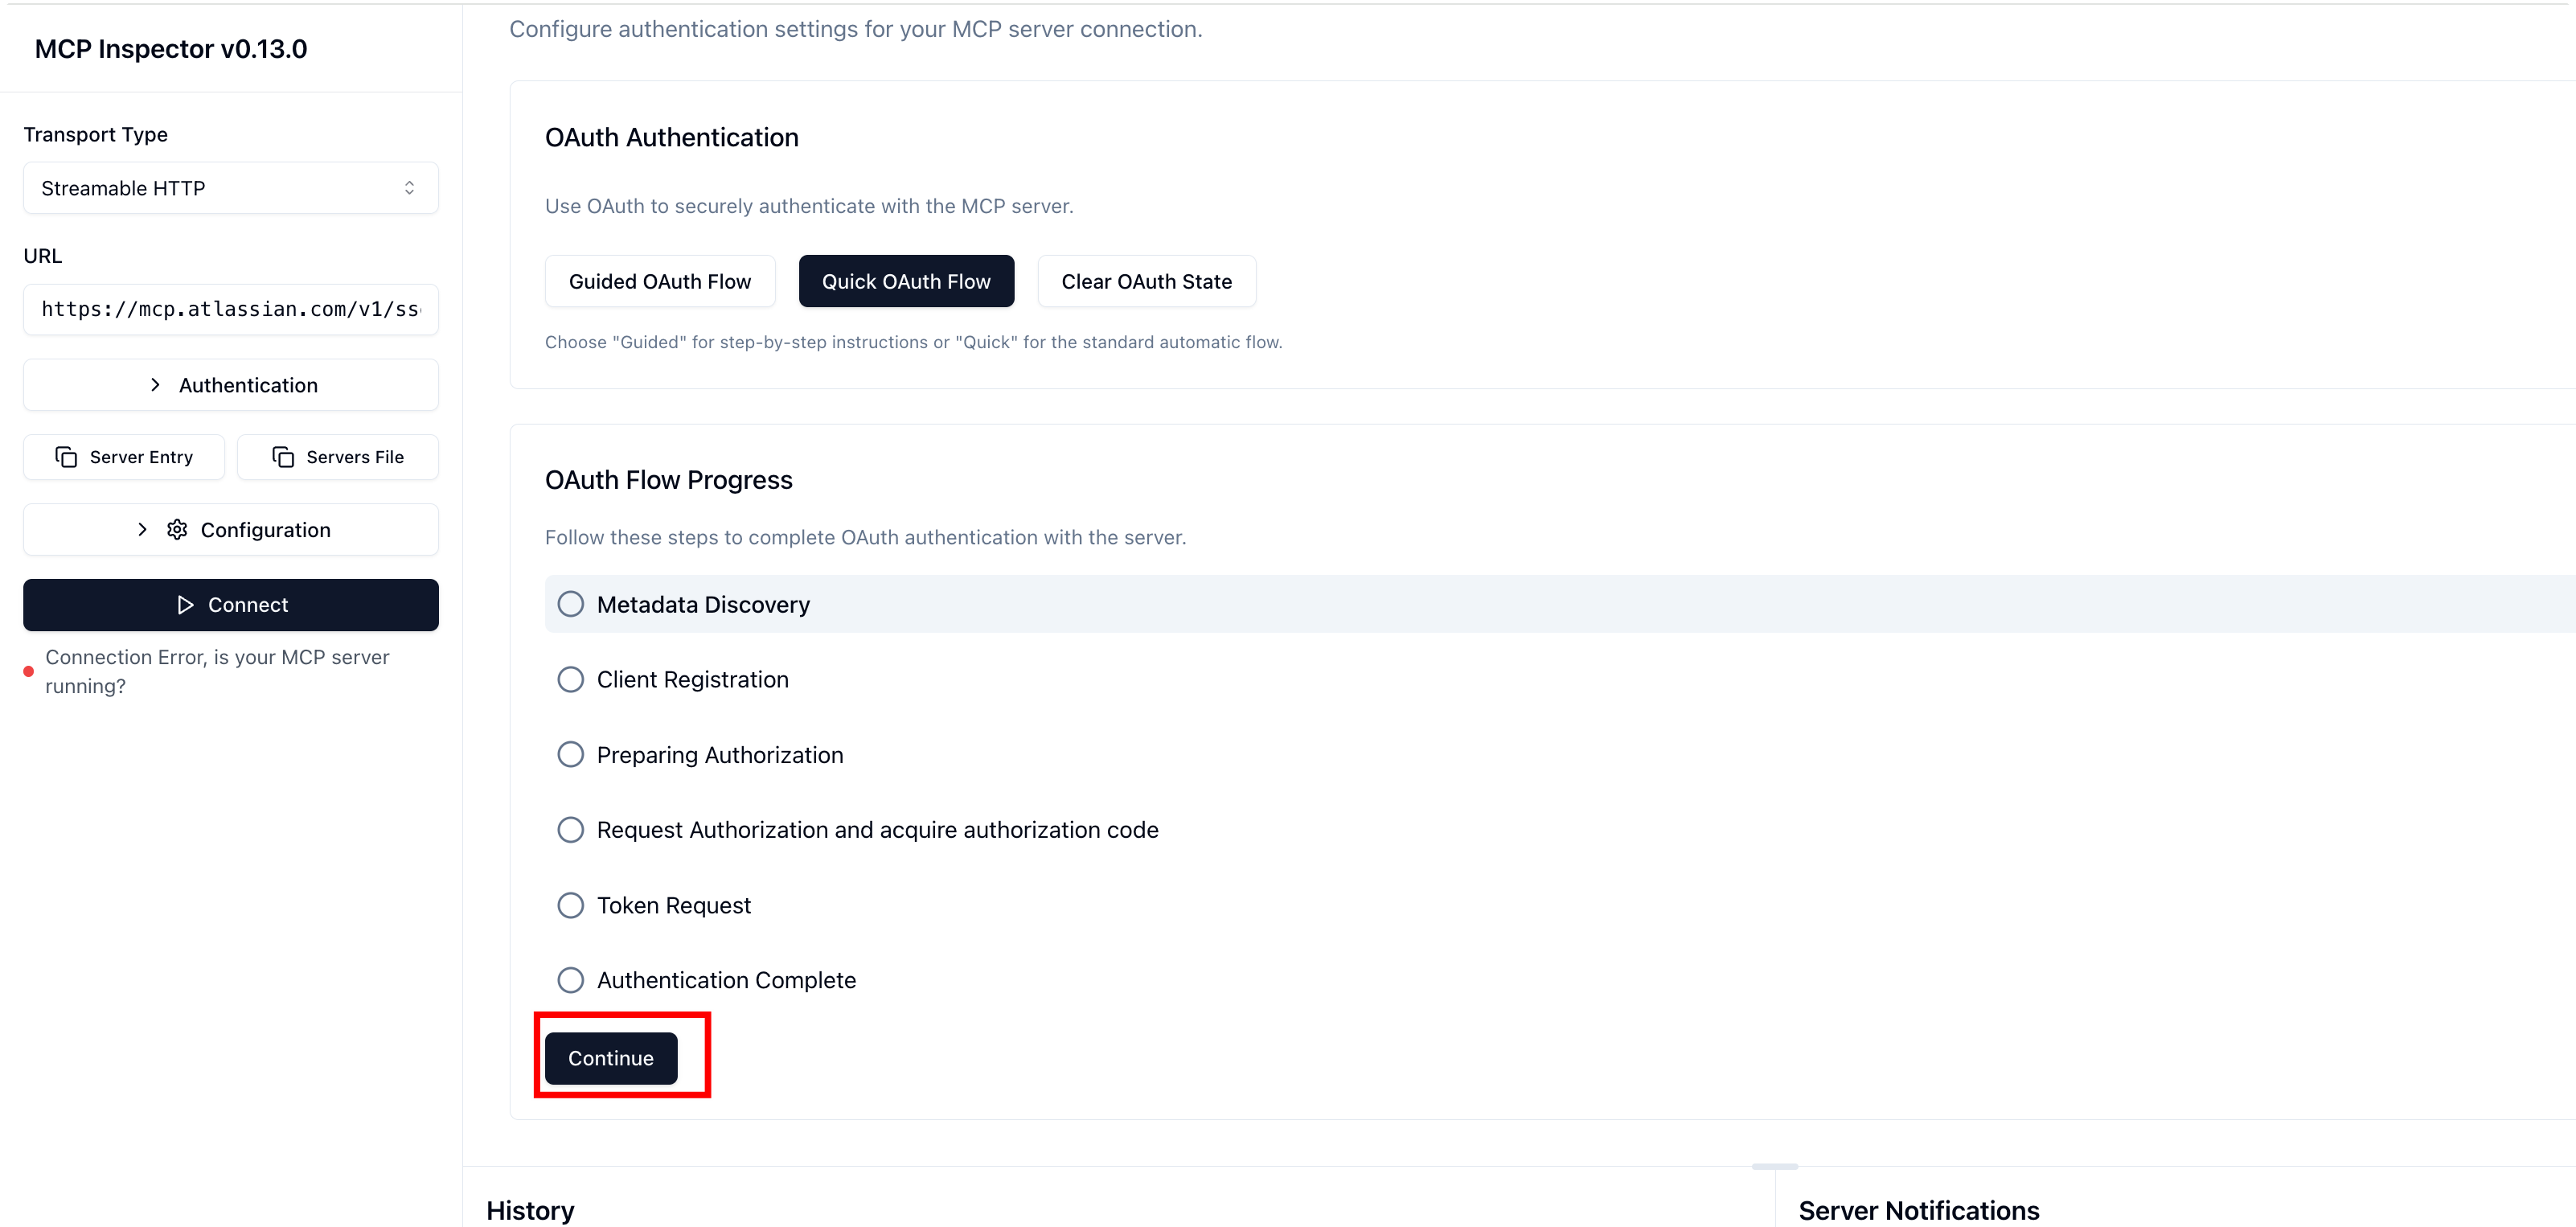 Configure authentication settings for your MCP server connection.
MCP Inspector v0.13.0
Transport Type
Streamable HTTP
URL
https://mcp.atlassian.com/v1/ss
Authentication
Server Entry
Servers File
Configuration
Connect
Connection Error, is your MCP server
running?
OAuth Authentication
Use OAuth to securely authenticate with the MCP server.
Guided OAuth Flow
Quick OAuth Flow
Clear OAuth State
Choose "Guided" for step-by-step instructions or "Quick" for the standard automatic flow.
OAuth Flow Progress
Follow these steps to complete OAuth authentication with the server.
Metadata Discovery
Client Registration
Preparing Authorization
Request Authorization and acquire authorization code
Token Request
Authentication Complete
Continue
History
Server Notifications